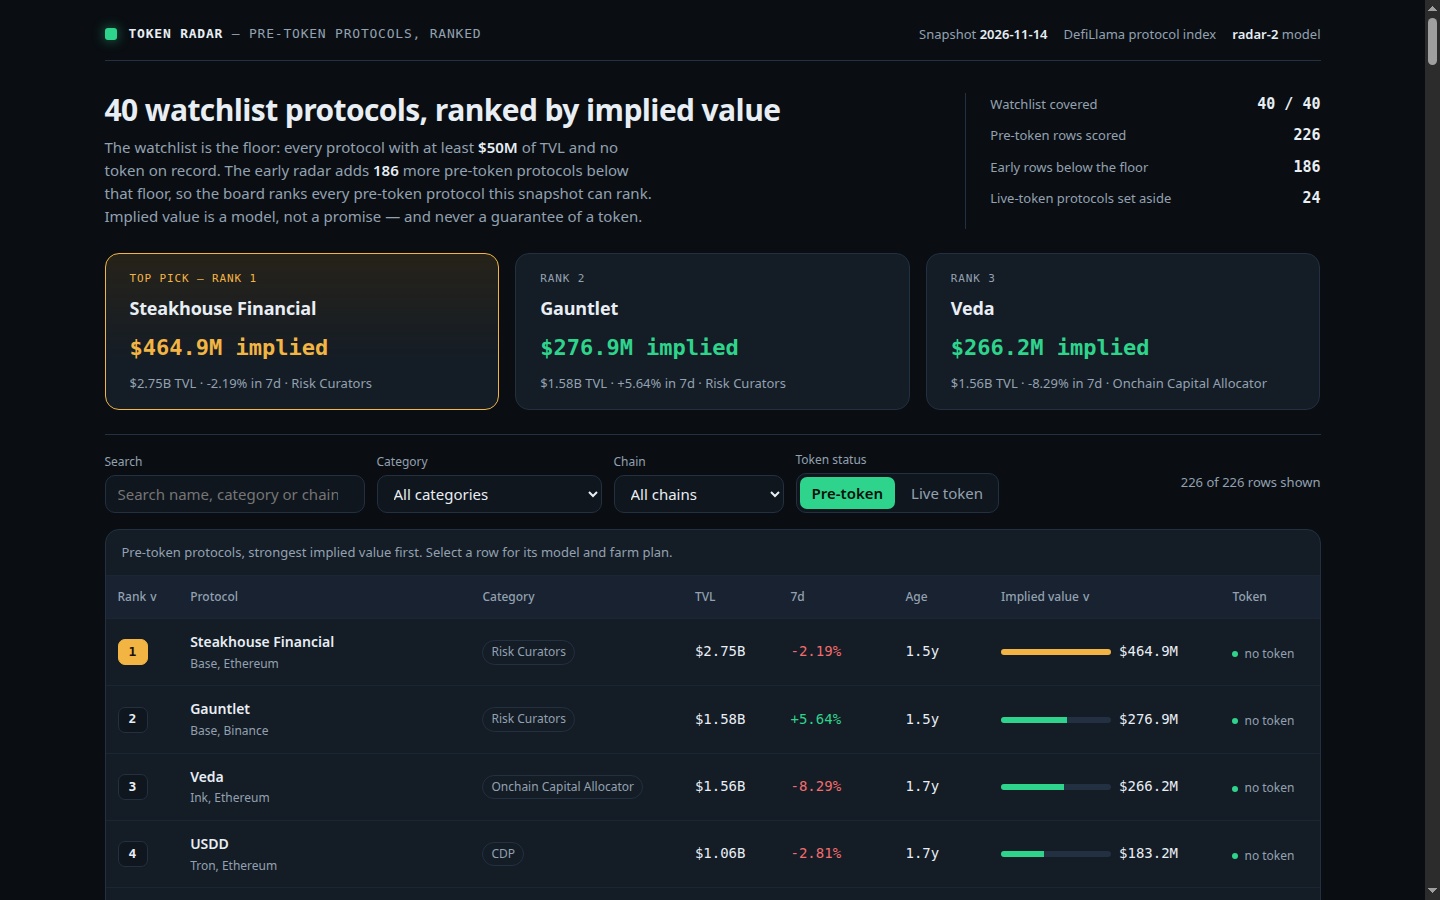 TOKEN RADAR — PRE-TOKEN PROTOCOLS, RANKED
Snapshot 2026-11-14 DefiLlama protocol index radar-2 model
40 watchlist protocols, ranked by implied value
The watchlist is the floor: every protocol with at least $50M of TVL and no
token on record. The early radar adds 186 more pre-token protocols below
that floor, so the board ranks every pre-token protocol this snapshot can rank.
Implied value is a model, not a promise — and never a guarantee of a token.
Watchlist covered 40 / 40
Pre-token rows scored 226
Early rows below the floor 186
Live-token protocols set aside 24
TOP PICK — RANK 1
Steakhouse Financial
$464.9M implied
$2.75B TVL · -2.19% in 7d · Risk Curators
RANK 2
Gauntlet
$276.9M implied
$1.58B TVL · +5.64% in 7d · Risk Curators
RANK 3
Veda
$266.2M implied
$1.56B TVL · -8.29% in 7d · Onchain Capital Allocator
Search
Search name, category or chain
Category
All categories
Chain
All chains
Token status
Pre-token Live token
226 of 226 rows shown
Pre-token protocols, strongest implied value first. Select a row for its model and farm plan.
Rank v Protocol Category TVL 7d Age Implied value v Token
1 Steakhouse Financial Risk Curators $2.75B -2.19% 1.5y $464.9M no token
Base, Ethereum
2 Gauntlet Risk Curators $1.58B +5.64% 1.5y $276.9M no token
Base, Binance
3 Veda Onchain Capital Allocator $1.56B -8.29% 1.7y $266.2M no token
Ink, Ethereum
4 USDD CDP $1.06B -2.81% 1.7y $183.2M no token
Tron, Ethereum